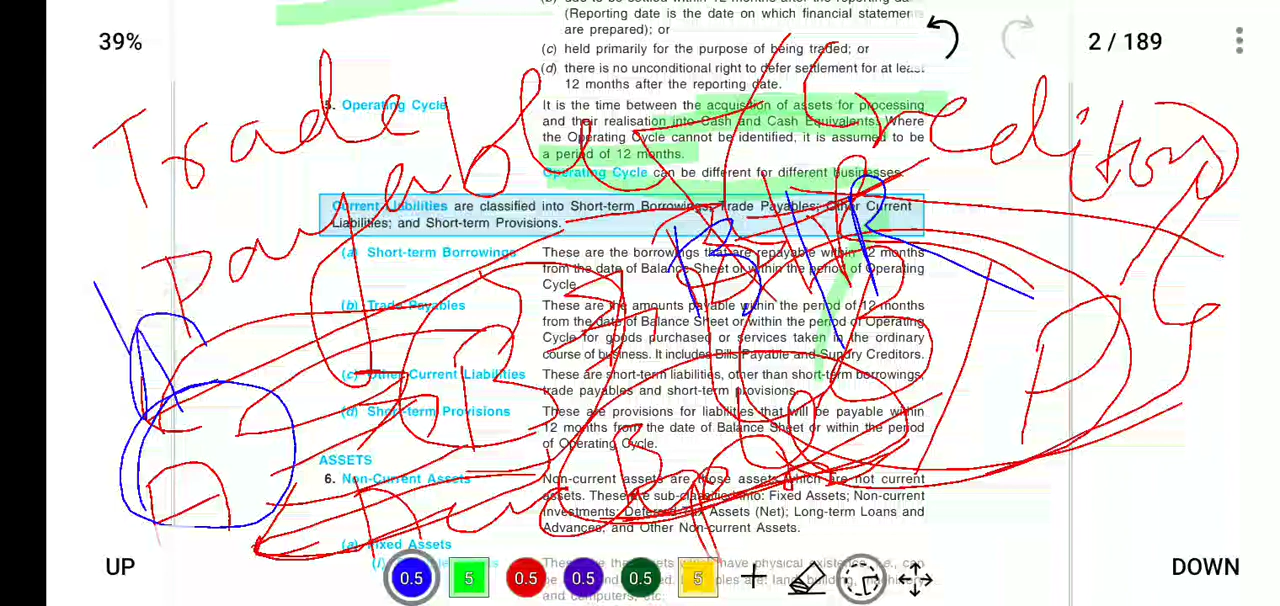 39%
2 / 189
(Reporting date is the date on which financial statements
are prepared); or
(c) held primarily for the purpose of being traded; or
(d) there is no unconditional right to defer settlement for at least
12 months after the reporting date.
5. Operating Cycle
It is the time between the acquisition of assets for processing
and their realisation into Cash and Cash Equivalents. Where
the Operating Cycle cannot be identified, it is assumed to be
a period of 12 months.
Operating Cycle can be different for different businesses.
Trade
Payable
Creditors
Current Liabilities are classified into Short-term Borrowings; Trade Payables; Other Current
Liabilities; and Short-term Provisions.
(a) Short-term Borrowings
These are the borrowings that are repayable within 12 months
from the date of Balance Sheet or within the period of Operating
Cycle.
(b) Trade Payables
These are the amounts payable within the period of 12 months
from the date of Balance Sheet or within the period of Operating
Cycle for goods purchased or services taken in the ordinary
course of business. It includes Bills Payable and Sundry Creditors.
(c) Other Current Liabilities
These are short-term liabilities, other than short-term borrowings,
trade payables and short-term provisions.
(d) Short-term Provisions
These are provisions for liabilities that will be payable within
12 months from the date of Balance Sheet or within the period
of Operating Cycle.
ASSETS
6. Non-Current Assets
Non-current assets are those assets which are not current
assets. These are sub-classified into: Fixed Assets; Non-current
Investments; Deferred Tax Assets (Net); Long-term Loans and
Advances; and Other Non-current Assets.
(a) Fixed Assets
UP
0.5
5
0.5
0.5
0.5
5
DOWN
and computers, etc.